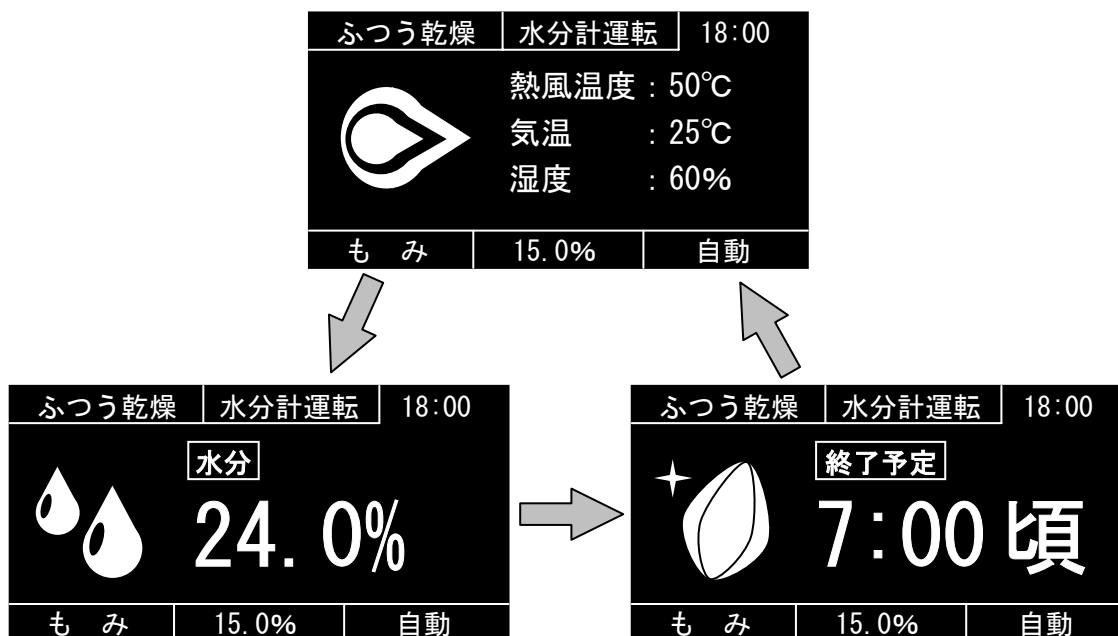 ふつう乾燥 水分計運転 18:00
熱風温度 : 50℃
気温 : 25℃
湿度 : 60%
もみ 15.0% 自動
ふつう乾燥 水分計運転 18:00
水分
24.0%
もみ 15.0% 自動
ふつう乾燥 水分計運転 18:00
終了予定
7:00頃
もみ 15.0% 自動